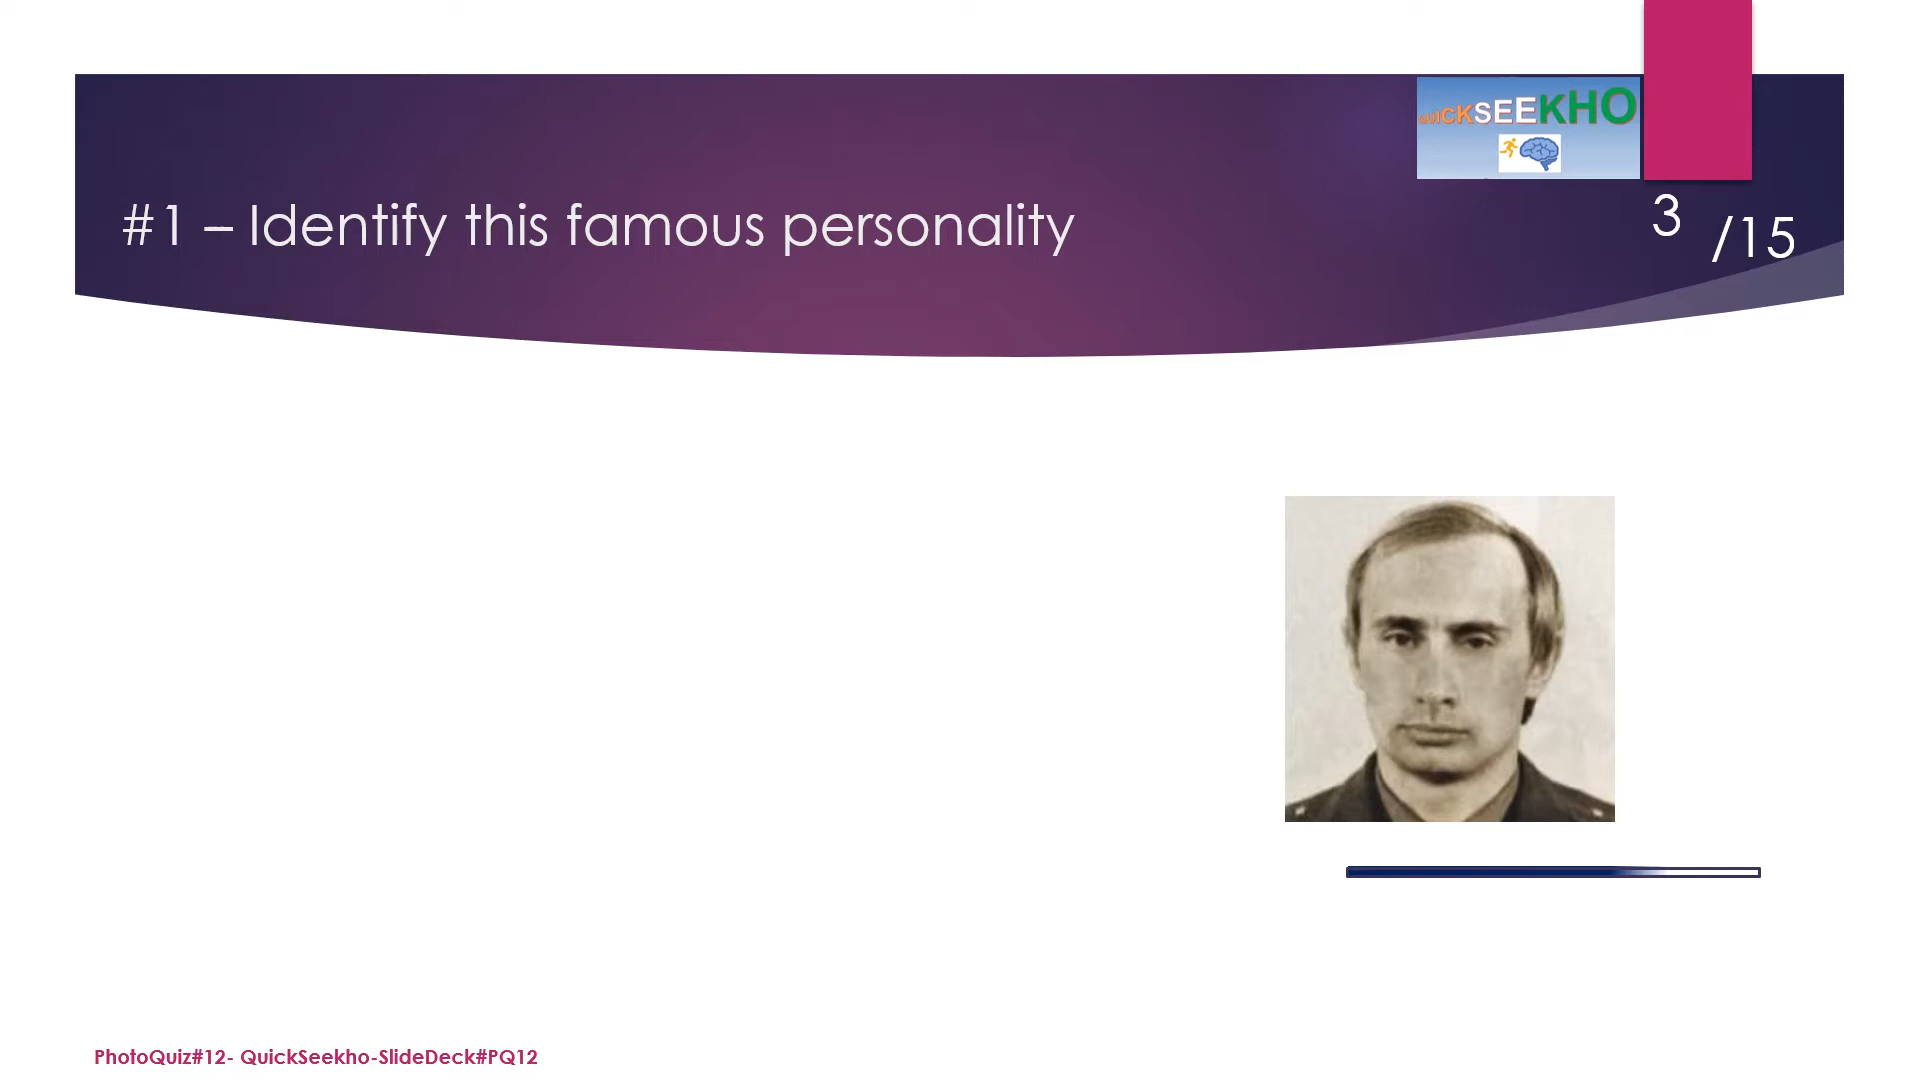 QUICKSEEKHO
#1 – Identify this famous personality
3 /15
PhotoQuiz#12- QuickSeekho-SlideDeck#PQ12